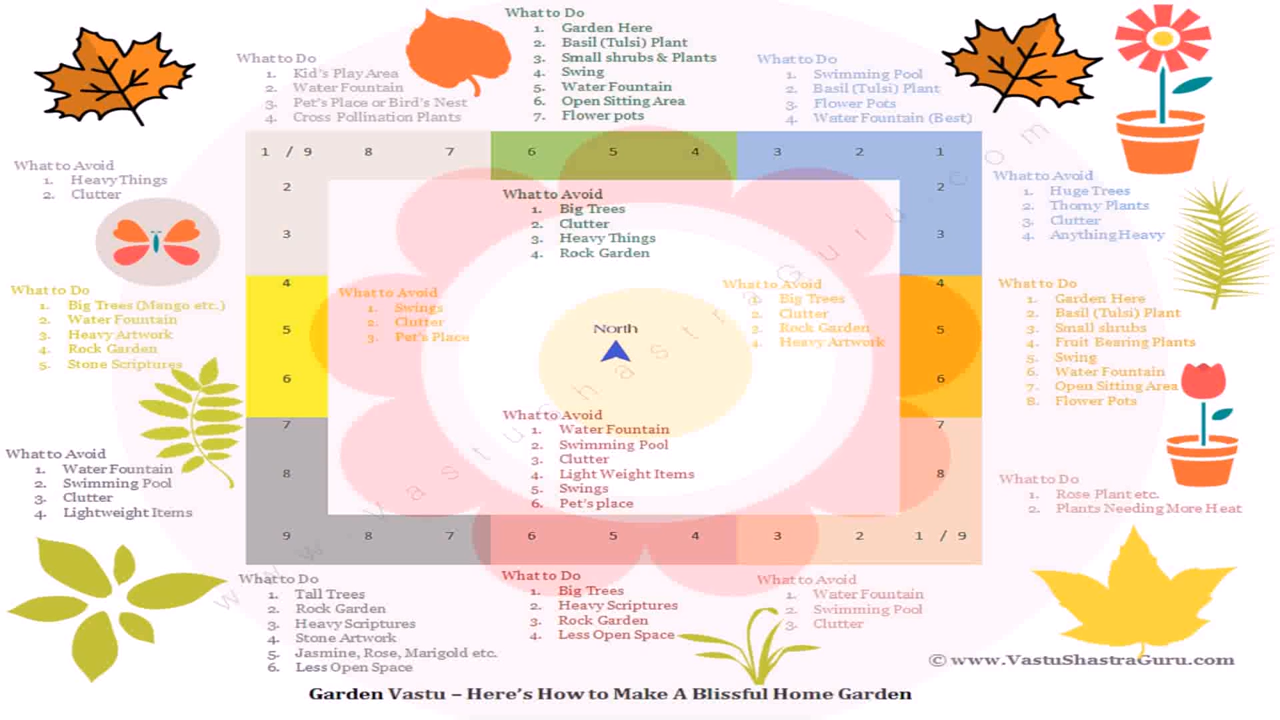 What to Do
1. Garden Here
2. Basil (Tulsi) Plant
3. Small shrubs & Plants
4. Swing
5. Water Fountain
6. Open Sitting Area
7. Flower pots
What to Do
1. Kid's Play Area
2. Water Fountain
3. Pet's Place or Bird's Nest
4. Cross Pollination Plants
What to Do
1. Swimming Pool
2. Basil (Tulsi) Plant
3. Flower Pots
4. Water Fountain (Best)
1 / 9 8 7 6 5 4 3 2 1
2 2
3 3
4 4
5 5
6 6
7 7
8 8
9 8 7 6 5 4 3 2 1 / 9
What to Avoid
1. Heavy Things
2. Clutter
What to Avoid
1. Big Trees
2. Clutter
3. Heavy Things
4. Rock Garden
What to Avoid
1. Huge Trees
2. Thorny Plants
3. Clutter
4. Anything Heavy
What to Do
1. Big Trees (Mango etc.)
2. Water Fountain
3. Heavy Artwork
4. Rock Garden
5. Stone Scriptures
What to Avoid
1. Swings
2. Clutter
3. Pet's Place
What to Avoid
1. Big Trees
2. Clutter
3. Rock Garden
4. Heavy Artwork
What to Do
1. Garden Here
2. Basil (Tulsi) Plant
3. Small shrubs
4. Fruit Bearing Plants
5. Swing
6. Water Fountain
7. Open Sitting Area
8. Flower Pots
North
What to Avoid
1. Water Fountain
2. Swimming Pool
3. Clutter
4. Light Weight Items
5. Swings
6. Pet's place
What to Avoid
1. Water Fountain
2. Swimming Pool
3. Clutter
4. Lightweight Items
What to Do
1. Rose Plant etc.
2. Plants Needing More Heat
What to Do
1. Tall Trees
2. Rock Garden
3. Heavy Scriptures
4. Stone Artwork
5. Jasmine, Rose, Marigold etc.
6. Less Open Space
What to Do
1. Big Trees
2. Heavy Scriptures
3. Rock Garden
4. Less Open Space
What to Avoid
1. Water Fountain
2. Swimming Pool
3. Clutter
www.VastuShastraGuru.com
© www.VastuShastraGuru.com
Garden Vastu – Here's How to Make A Blissful Home Garden